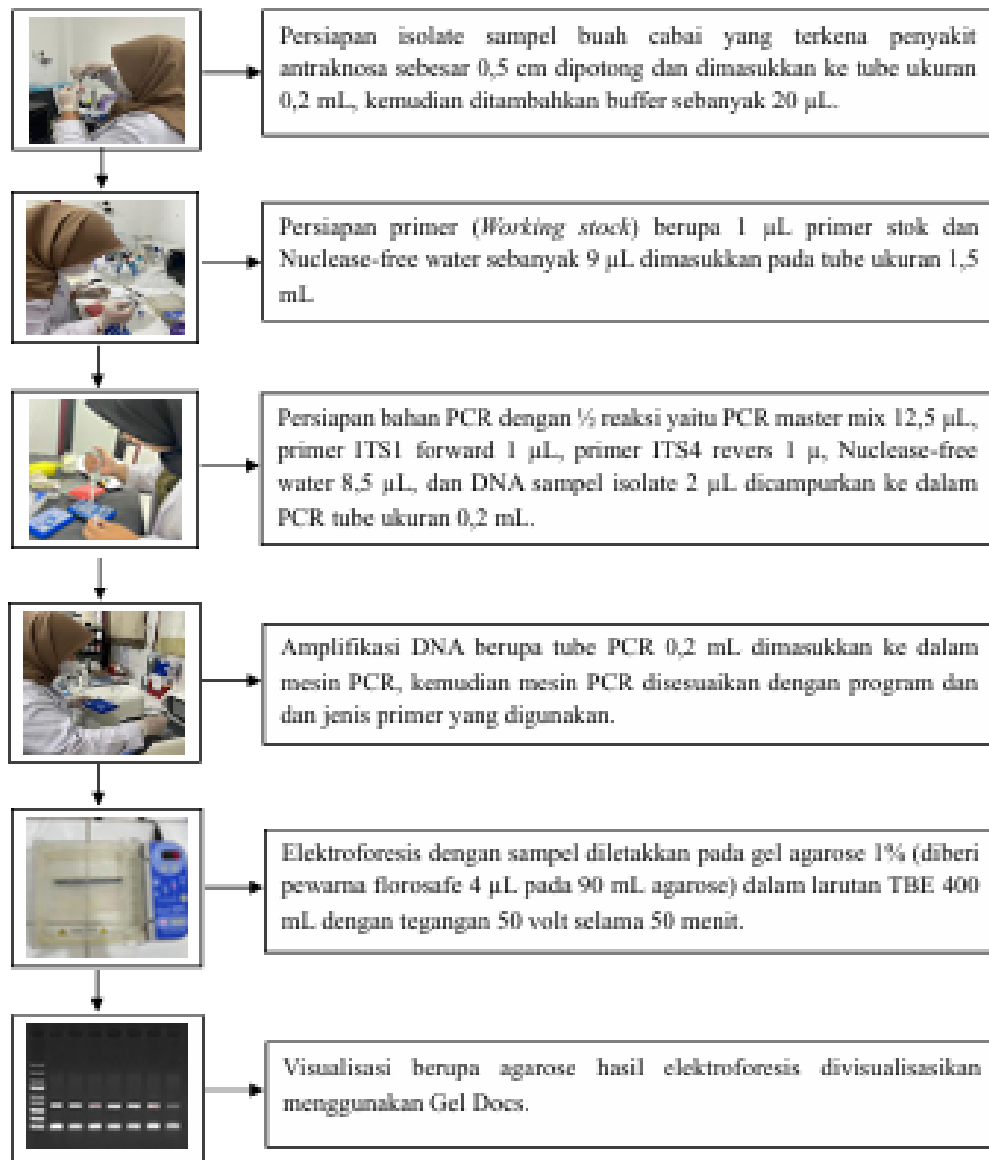 Persiapan isolate sampel buah cabai yang terkena penyakit
antraknosa sebesar 0,5 cm dipotong dan dimasukkan ke tube ukuran
0,2 mL, kemudian ditambahkan buffer sebanyak 20 µL.
Persiapan primer (Working stock) berupa 1 µL primer stok dan
Nuclease-free water sebanyak 9 µL dimasukkan pada tube ukuran 1,5
mL
Persiapan bahan PCR dengan ½ reaksi yaitu PCR master mix 12,5 µL,
primer ITS1 forward 1 µL, primer ITS4 revers 1 µ, Nuclease-free
water 8,5 µL, dan DNA sampel isolate 2 µL dicampurkan ke dalam
PCR tube ukuran 0,2 mL.
Amplifikasi DNA berupa tube PCR 0,2 mL dimasukkan ke dalam
mesin PCR, kemudian mesin PCR disesuaikan dengan program dan
dan jenis primer yang digunakan.
Elektroforesis dengan sampel diletakkan pada gel agarose 1% (diberi
pewarna florosafe 4 µL pada 90 mL agarose) dalam larutan TBE 400
mL dengan tegangan 50 volt selama 50 menit.
Visualisasi berupa agarose hasil elektroforesis divisualisasikan
menggunakan Gel Docs.